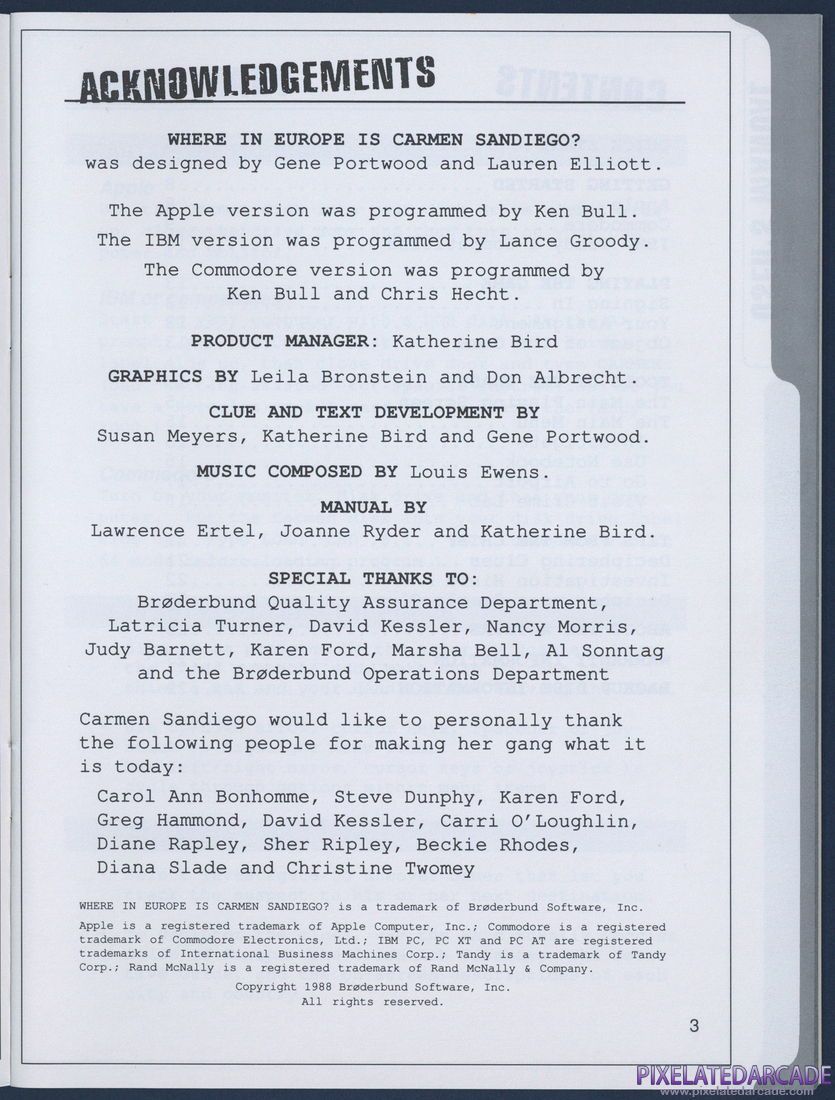 ACKNOWLEDGEMENTS
WHERE IN EUROPE IS CARMEN SANDIEGO?
was designed by Gene Portwood and Lauren Elliott.
The Apple version was programmed by Ken Bull.
The IBM version was programmed by Lance Groody.
The Commodore version was programmed by
Ken Bull and Chris Hecht.
PRODUCT MANAGER: Katherine Bird
GRAPHICS BY Leila Bronstein and Don Albrecht.
CLUE AND TEXT DEVELOPMENT BY
Susan Meyers, Katherine Bird and Gene Portwood.
MUSIC COMPOSED BY Louis Ewens.
MANUAL BY
Lawrence Ertel, Joanne Ryder and Katherine Bird.
SPECIAL THANKS TO:
Brøderbund Quality Assurance Department,
Latricia Turner, David Kessler, Nancy Morris,
Judy Barnett, Karen Ford, Marsha Bell, Al Sonntag
and the Brøderbund Operations Department
Carmen Sandiego would like to personally thank
the following people for making her gang what it
is today:
Carol Ann Bonhomme, Steve Dunphy, Karen Ford,
Greg Hammond, David Kessler, Carri O'Loughlin,
Diane Rapley, Sher Ripley, Beckie Rhodes,
Diana Slade and Christine Twomey
WHERE IN EUROPE IS CARMEN SANDIEGO? is a trademark of Brøderbund Software, Inc.
Apple is a registered trademark of Apple Computer, Inc.; Commodore is a registered
trademark of Commodore Electronics, Ltd.; IBM PC, PC XT and PC AT are registered
trademarks of International Business Machines Corp.; Tandy is a trademark of Tandy
Corp.; Rand McNally is a registered trademark of Rand McNally & Company.
Copyright 1988 Brøderbund Software, Inc.
All rights reserved.
3
PIXELATEDARCADE
www.pixelatedarcade.com